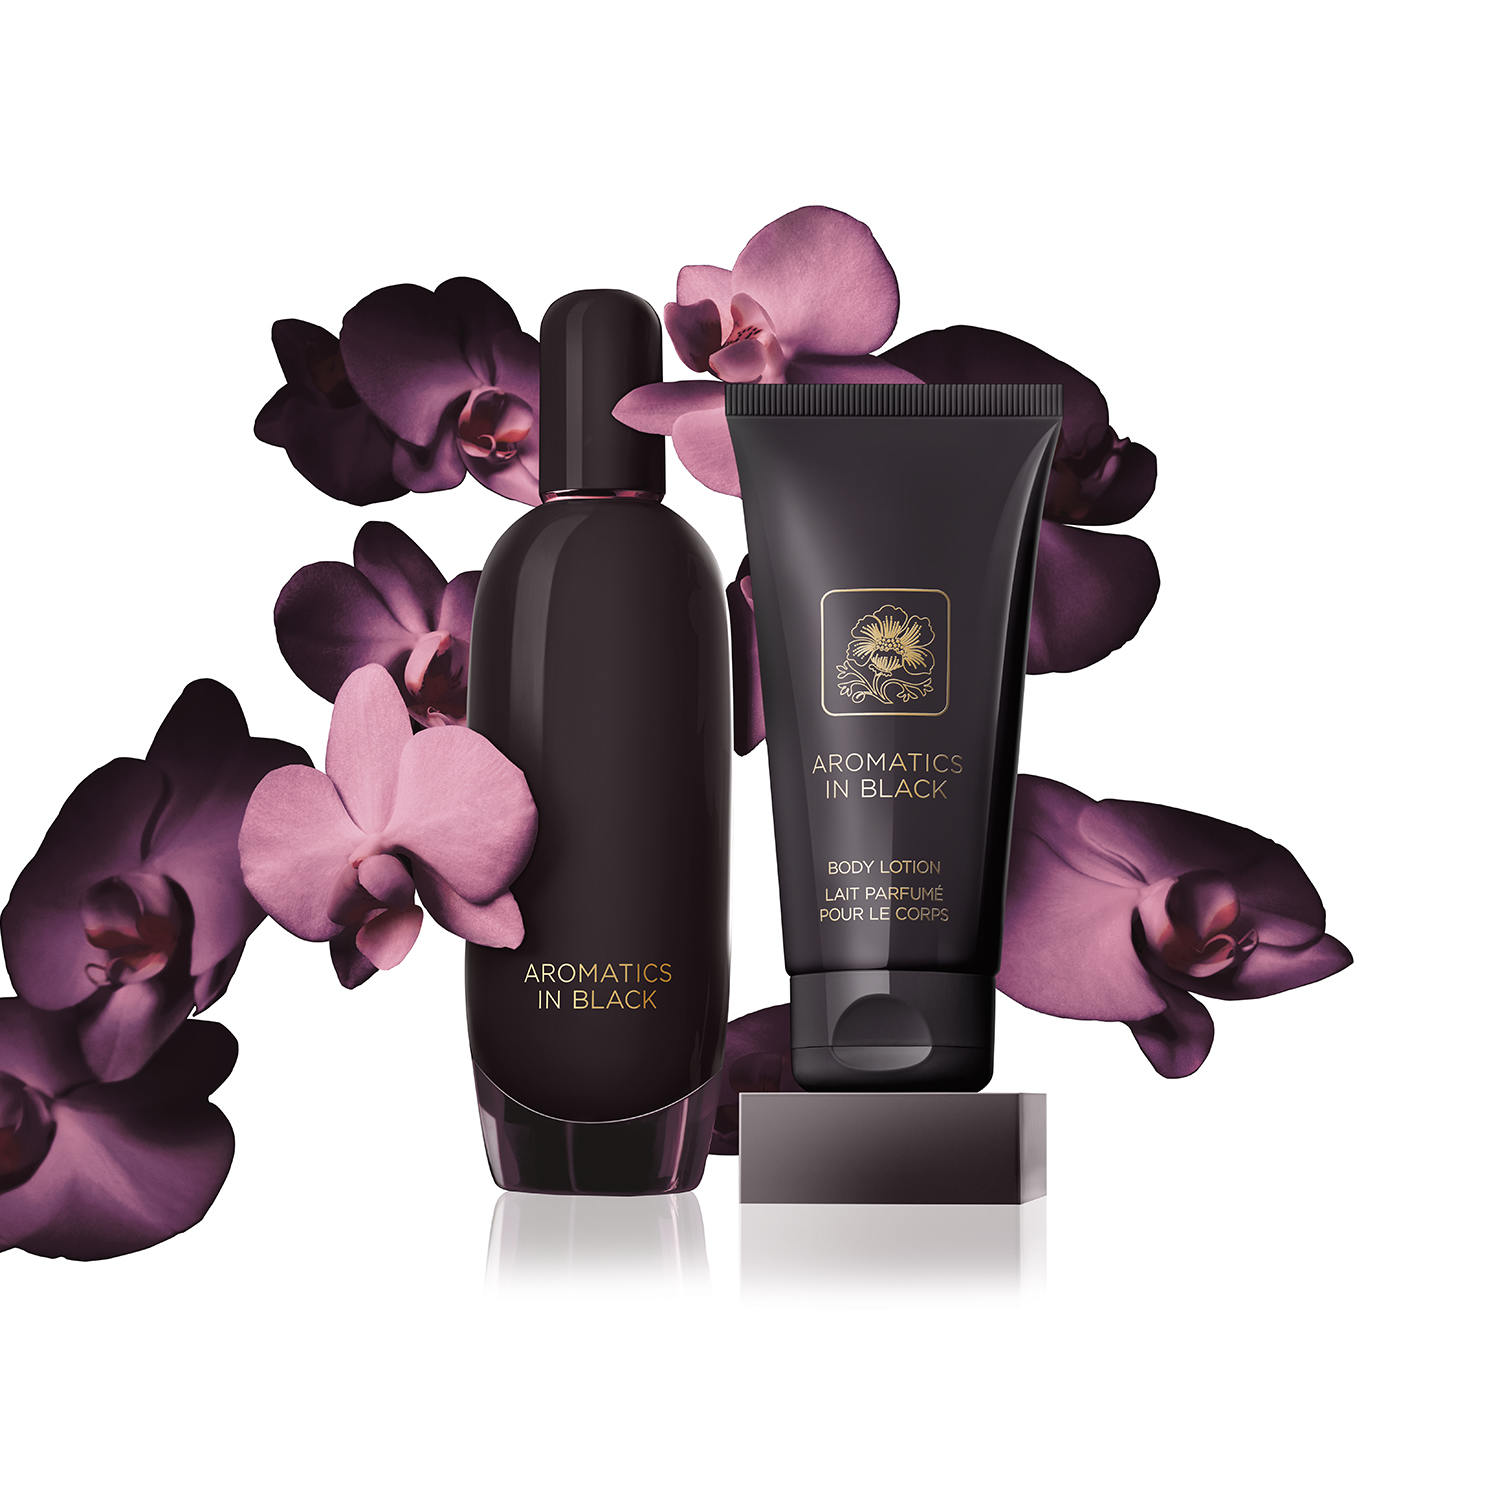 AROMATICS
IN BLACK
AROMATICS
IN BLACK
BODY LOTION
LAIT PARFUMÉ
POUR LE CORPS